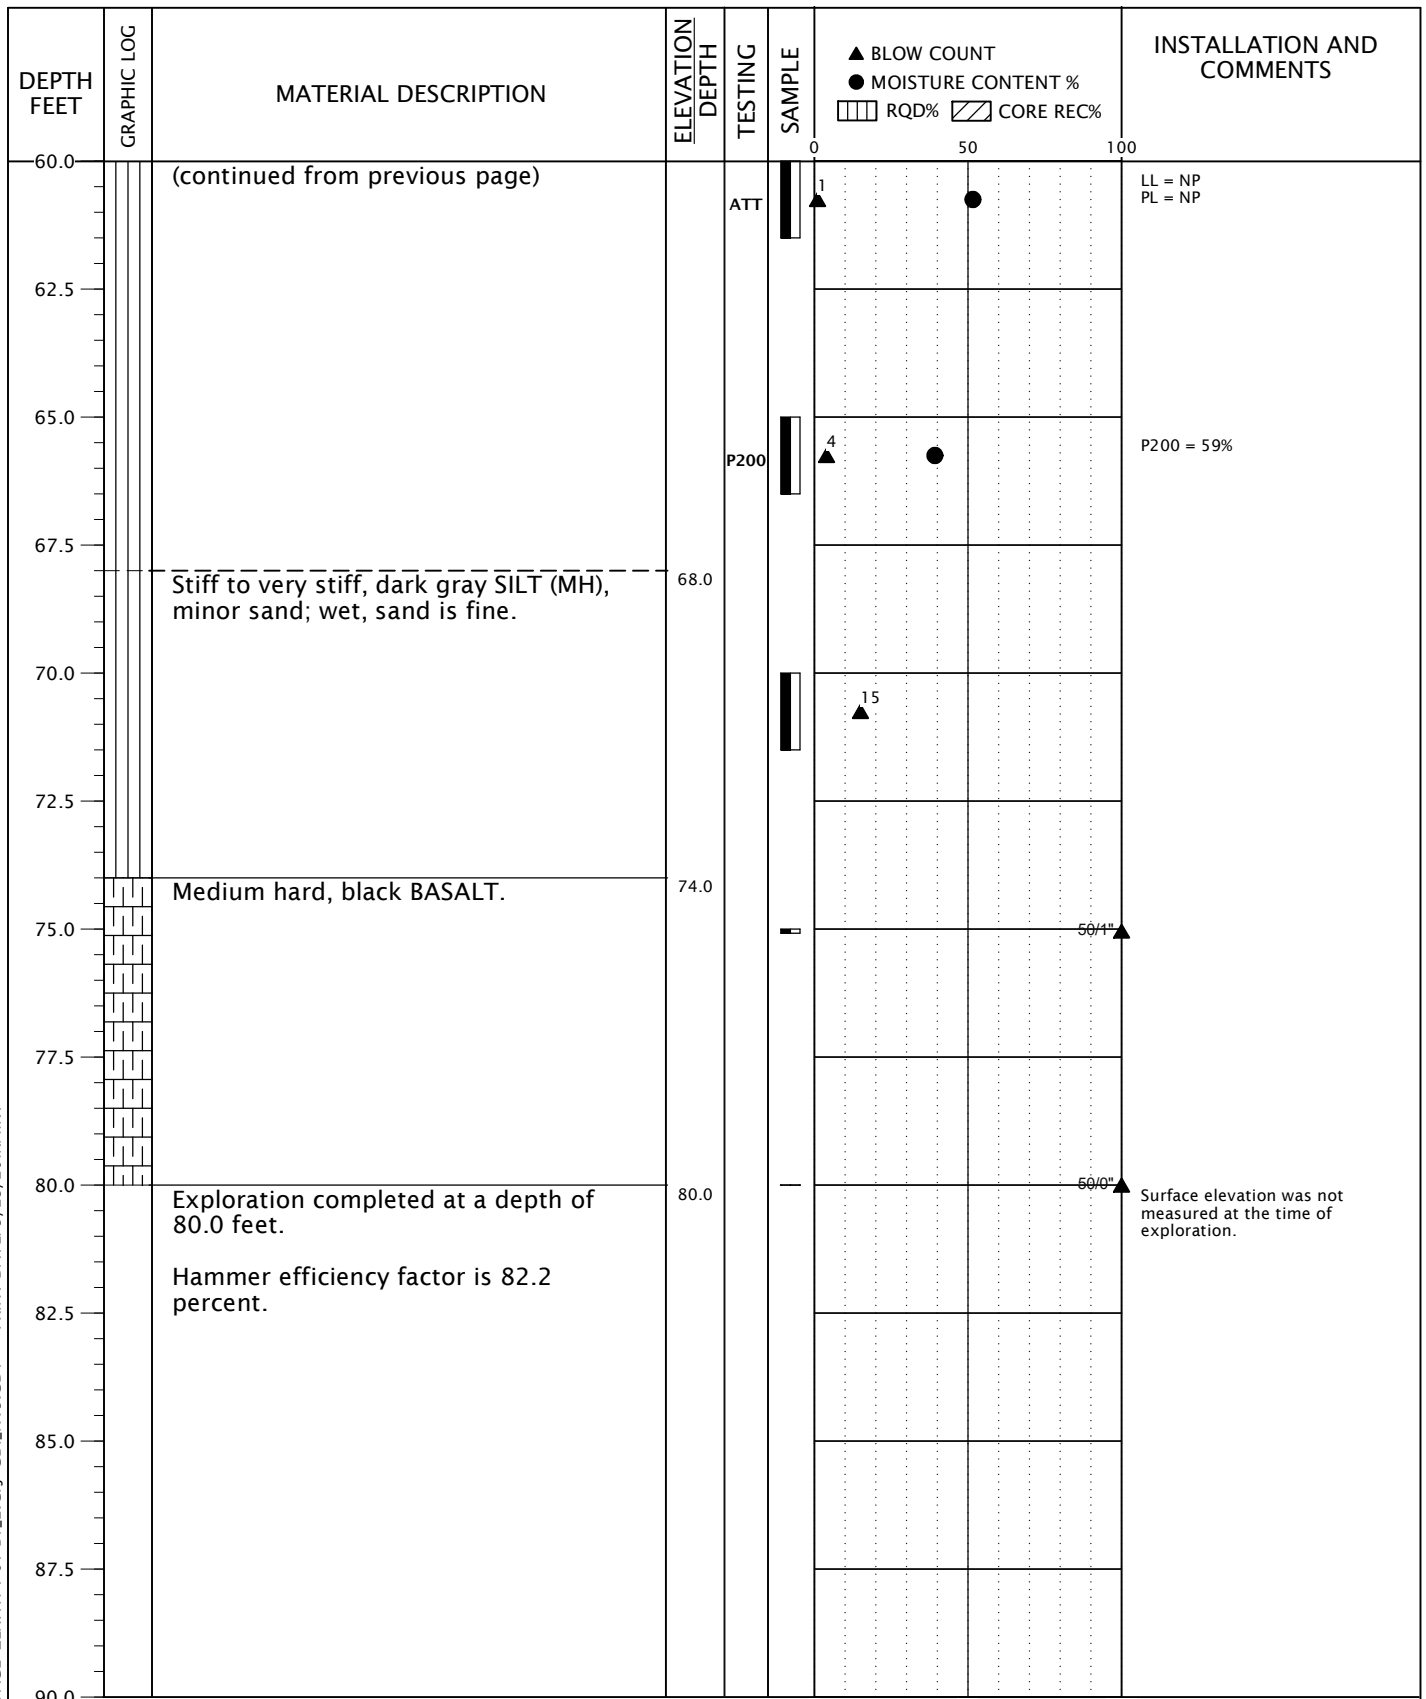 DEPTH
FEET
GRAPHIC LOG
MATERIAL DESCRIPTION
ELEVATION
DEPTH
TESTING
SAMPLE
BLOW COUNT
MOISTURE CONTENT %
RQD% CORE REC%
0 50 100
INSTALLATION AND
COMMENTS
60.0
(continued from previous page)
ATT
1
LL = NP
PL = NP
62.5
65.0
P200
4
P200 = 59%
67.5
Stiff to very stiff, dark gray SILT (MH),
minor sand; wet, sand is fine.
68.0
70.0
15
72.5
Medium hard, black BASALT.
74.0
75.0
50/1"
77.5
80.0
Exploration completed at a depth of
80.0 feet.
80.0
50/0"
Surface elevation was not
measured at the time of
exploration.
Hammer efficiency factor is 82.2
percent.
82.5
85.0
87.5
90.0